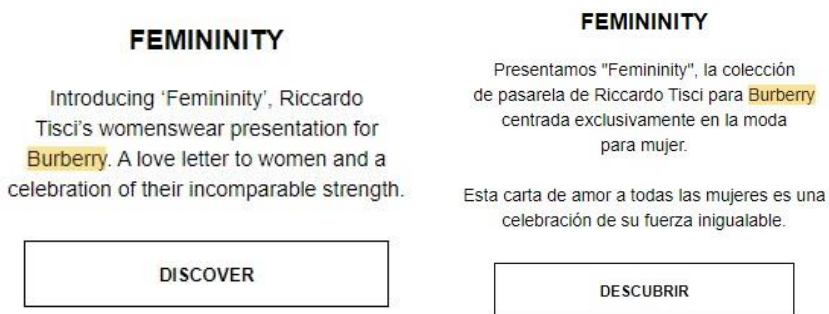 FEMININITY
Introducing ‘Femininity’, Riccardo
Tisci’s womenswear presentation for
Burberry. A love letter to women and a
celebration of their incomparable strength.
DISCOVER
FEMININITY
Presentamos "Femininity", la colección
de pasarela de Riccardo Tisci para Burberry
centrada exclusivamente en la moda
para mujer.
Esta carta de amor a todas las mujeres es una
celebración de su fuerza inigualable.
DESCUBRIR